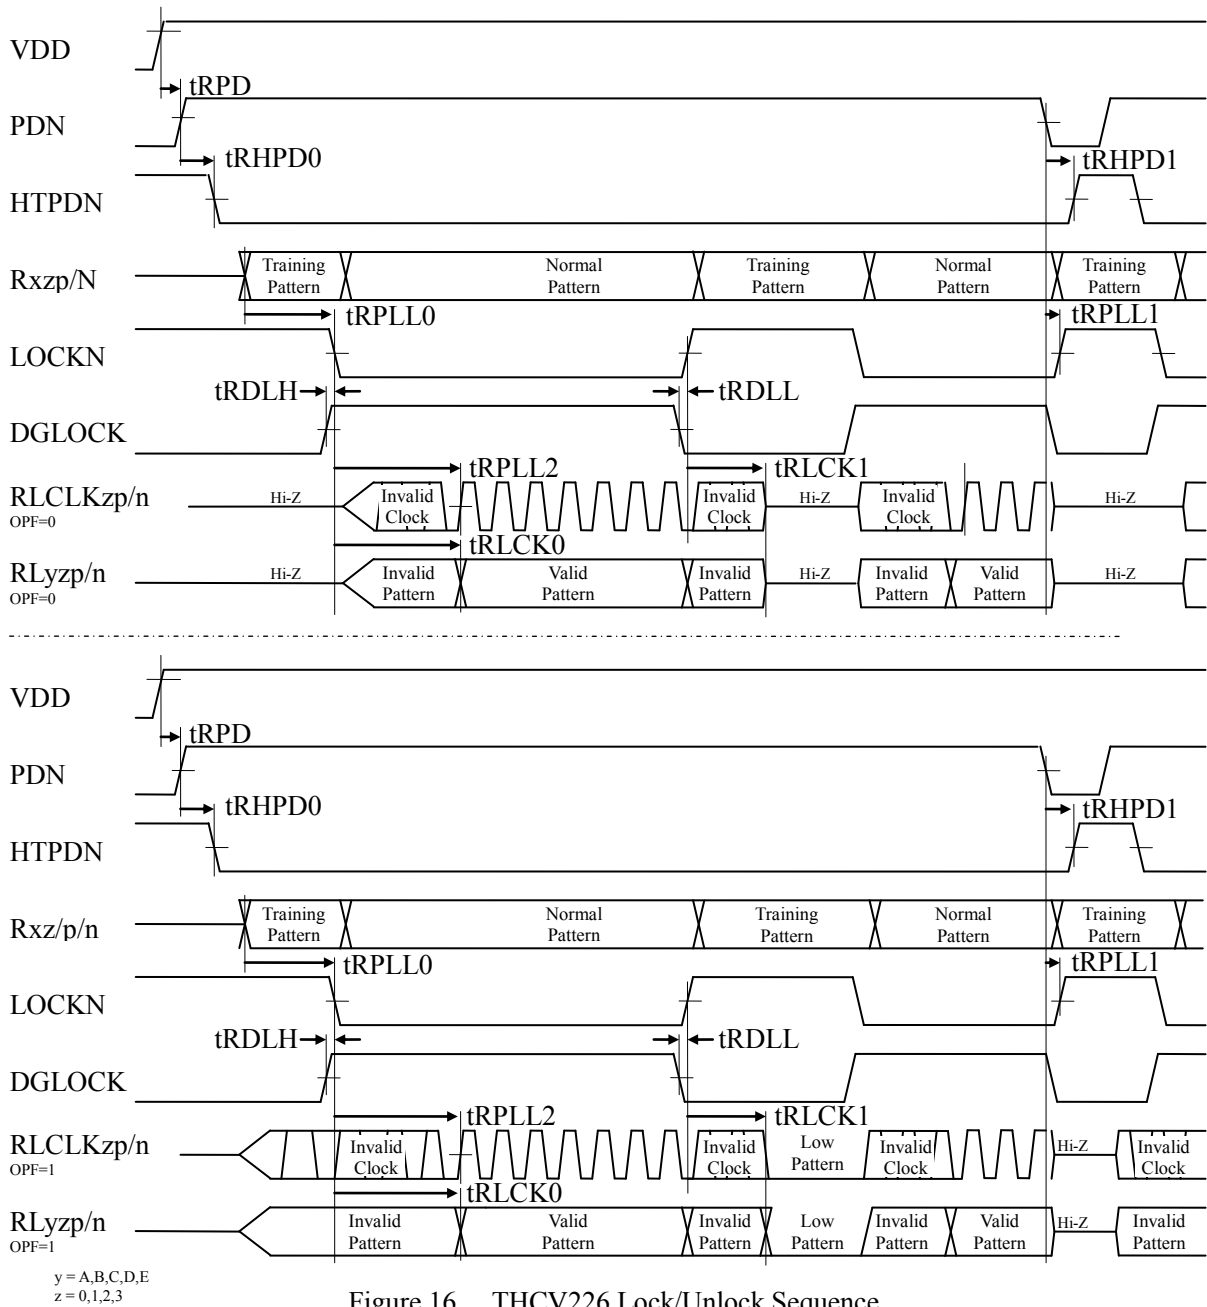 VDD
tRPD
PDN
tRHPD0
tRHPD1
HTPDN
Rxzp/N
Training Pattern
Normal Pattern
Training Pattern
Normal Pattern
Training Pattern
tRPLL0
tRPLL1
LOCKN
tRDLH
tRDLL
DGLOCK
tRPLL2
tRLCK1
RLCLKzp/n
OPF=0
Hi-Z
Invalid Clock
Invalid Clock
Hi-Z
Invalid Clock
Hi-Z
tRLCK0
RLyzp/n
OPF=0
Hi-Z
Invalid Pattern
Valid Pattern
Invalid Pattern
Hi-Z
Invalid Pattern
Valid Pattern
Hi-Z
VDD
tRPD
PDN
tRHPD0
tRHPD1
HTPDN
Rxz/p/n
Training Pattern
Normal Pattern
Training Pattern
Normal Pattern
Training Pattern
tRPLL0
tRPLL1
LOCKN
tRDLH
tRDLL
DGLOCK
tRPLL2
tRLCK1
RLCLKzp/n
OPF=1
Invalid Clock
Invalid Clock
Low Pattern
Invalid Clock
Hi-Z
Invalid Clock
tRLCK0
RLyzp/n
OPF=1
Invalid Pattern
Valid Pattern
Invalid Pattern
Low Pattern
Invalid Pattern
Valid Pattern
Hi-Z
Invalid Pattern
y = A,B,C,D,E
z = 0,1,2,3
Figure 16 THCV226 Lock/Unlock Sequence